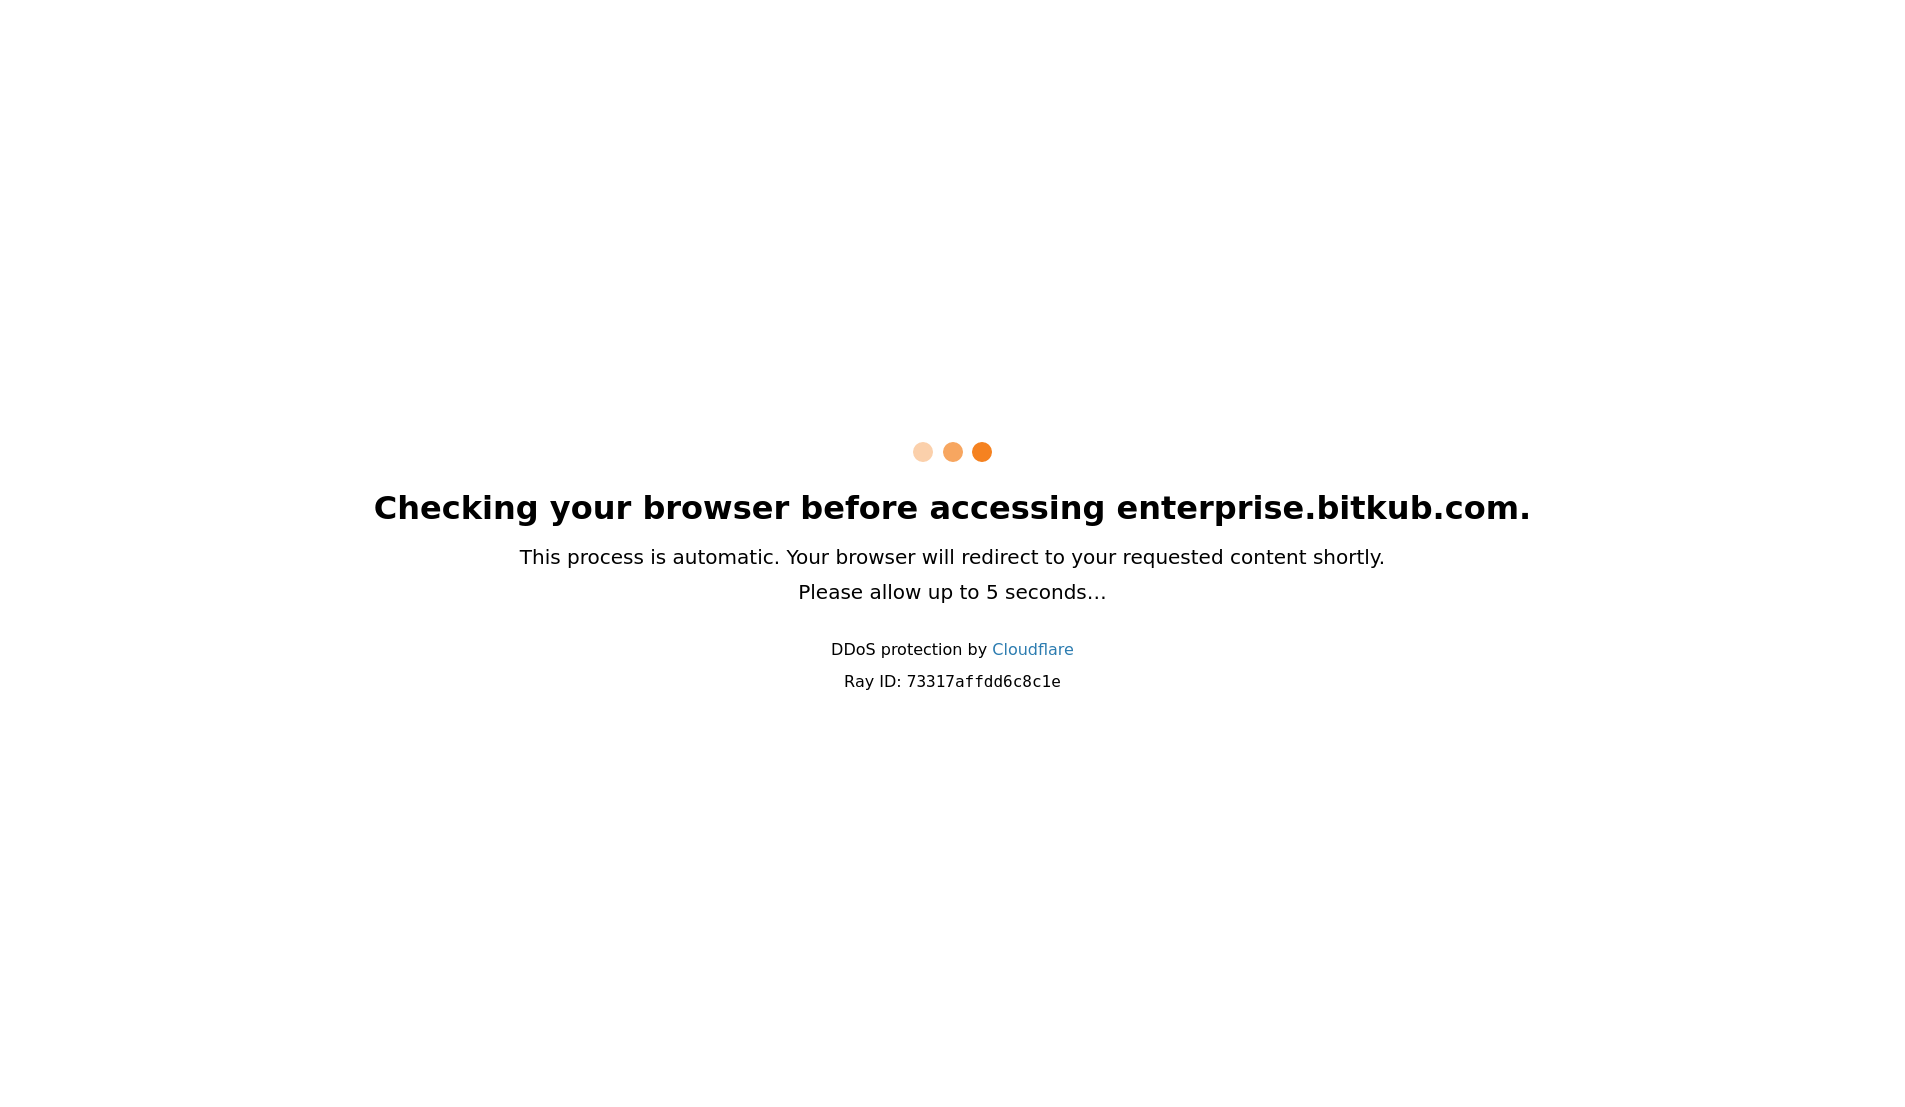 Checking your browser before accessing enterprise.bitkub.com.
This process is automatic. Your browser will redirect to your requested content shortly.
Please allow up to 5 seconds…
DDoS protection by Cloudflare
Ray ID: 73317affdd6c8c1e